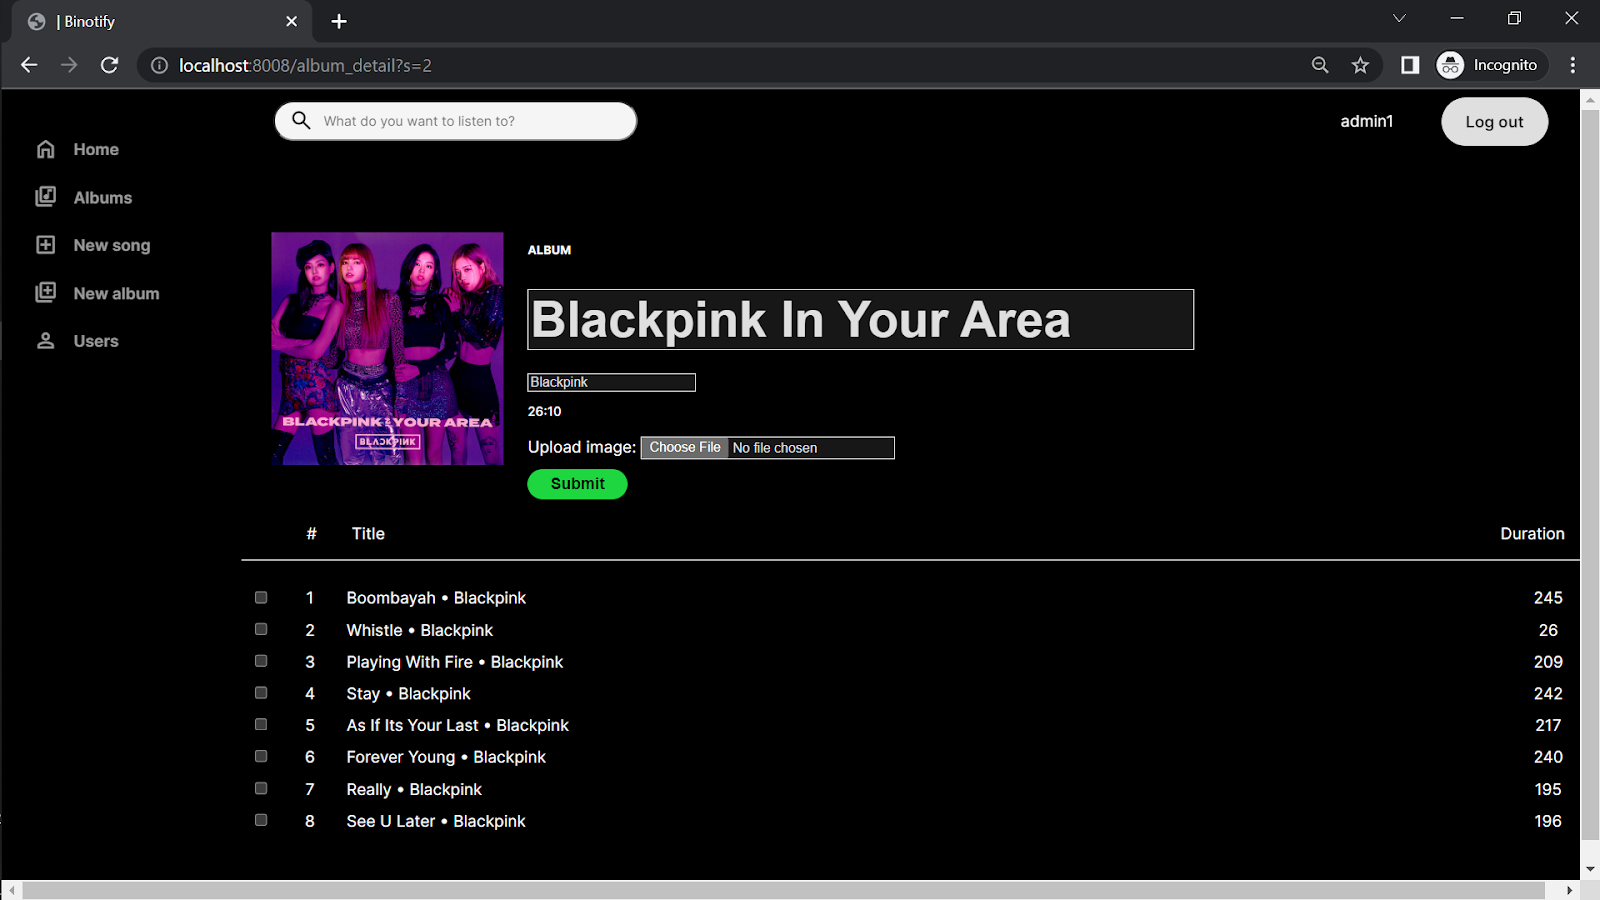 | Binotify
localhost:8008/album_detail?s=2
Incognito
What do you want to listen to?
admin1
Log out
Home
Albums
New song
New album
Users
BLACKPINK IN YOUR AREA
BLACKPINK
ALBUM
Blackpink In Your Area
Blackpink
26:10
Upload image: Choose File No file chosen
Submit
# Title Duration
1 Boombayah • Blackpink 245
2 Whistle • Blackpink 26
3 Playing With Fire • Blackpink 209
4 Stay • Blackpink 242
5 As If Its Your Last • Blackpink 217
6 Forever Young • Blackpink 240
7 Really • Blackpink 195
8 See U Later • Blackpink 196